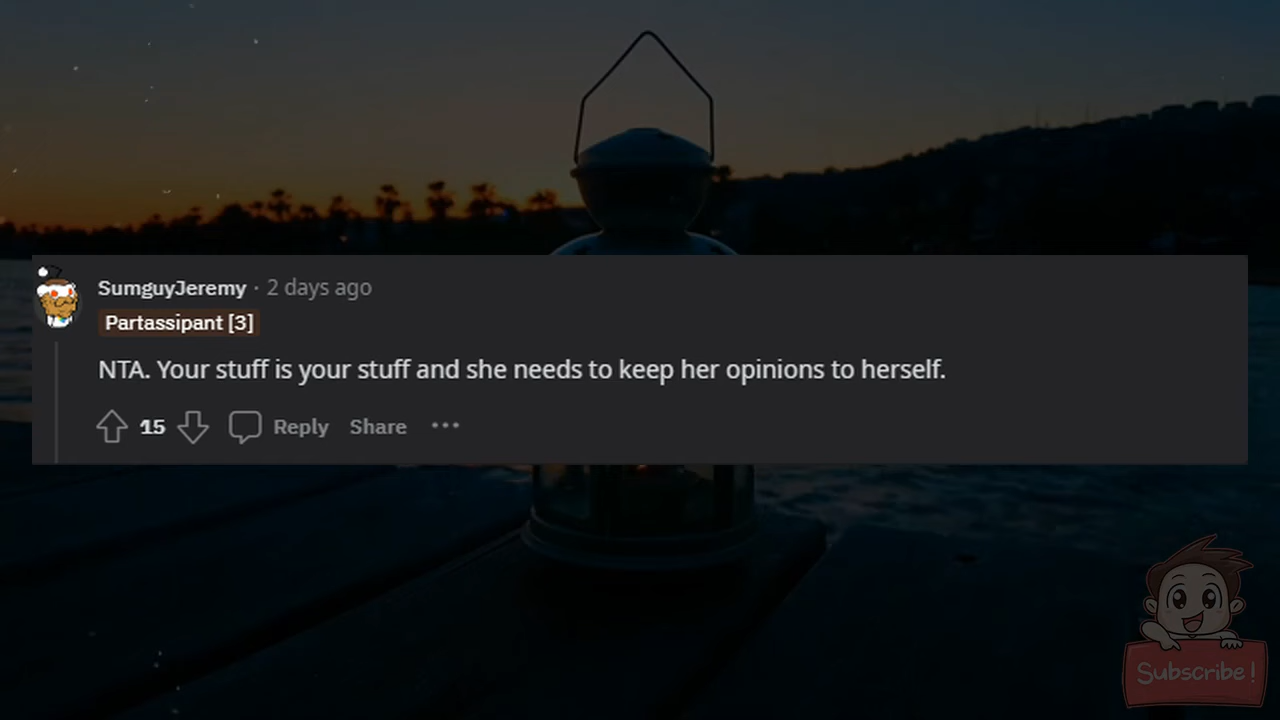 SumguyJeremy · 2 days ago
Partassipant [3]
NTA. Your stuff is your stuff and she needs to keep her opinions to herself.
15 Reply Share •••
Subscribe!